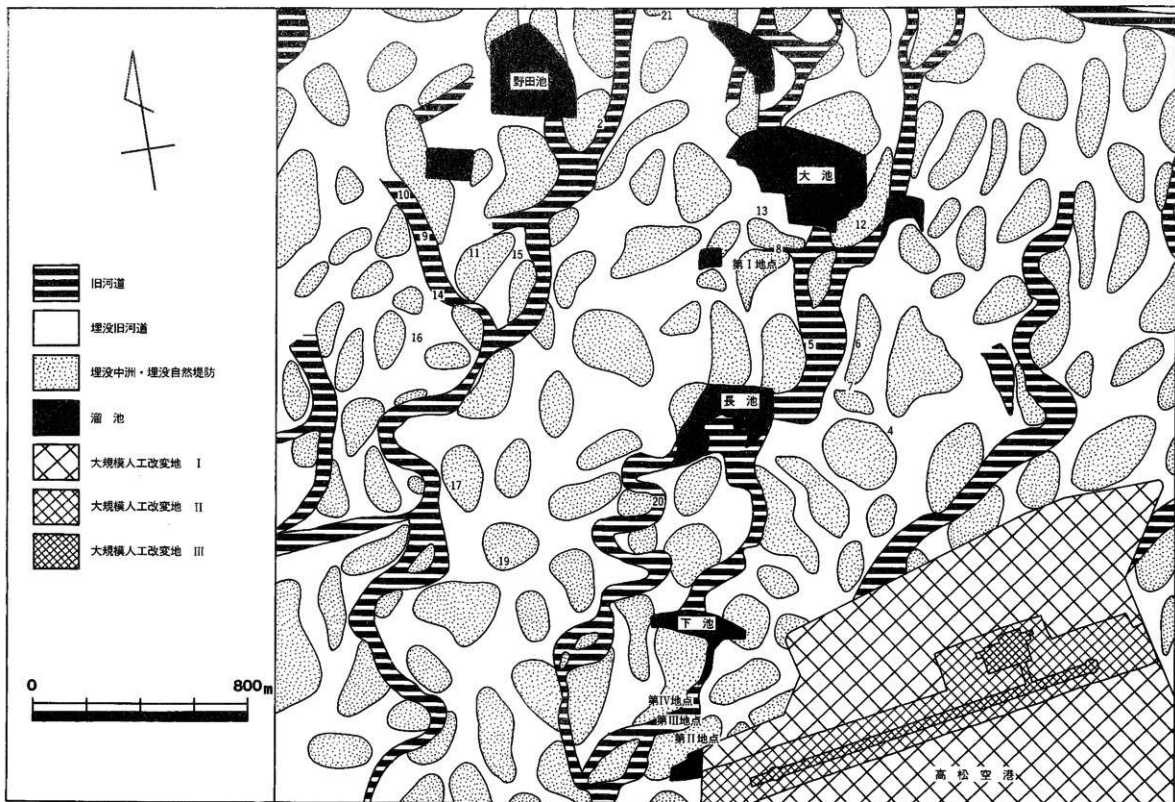 旧河道
埋没旧河道
埋没中洲・埋没自然堤防
溜池
大規模人工改変地 I
大規模人工改変地 II
大規模人工改変地 III
0 800m
21
野田池
2
大池
10
13
12
9
8
11
15
第I地点
14
16
5
6
7
長池
4
17
20
19
下池
第IV地点
第III地点
第II地点
高松空港